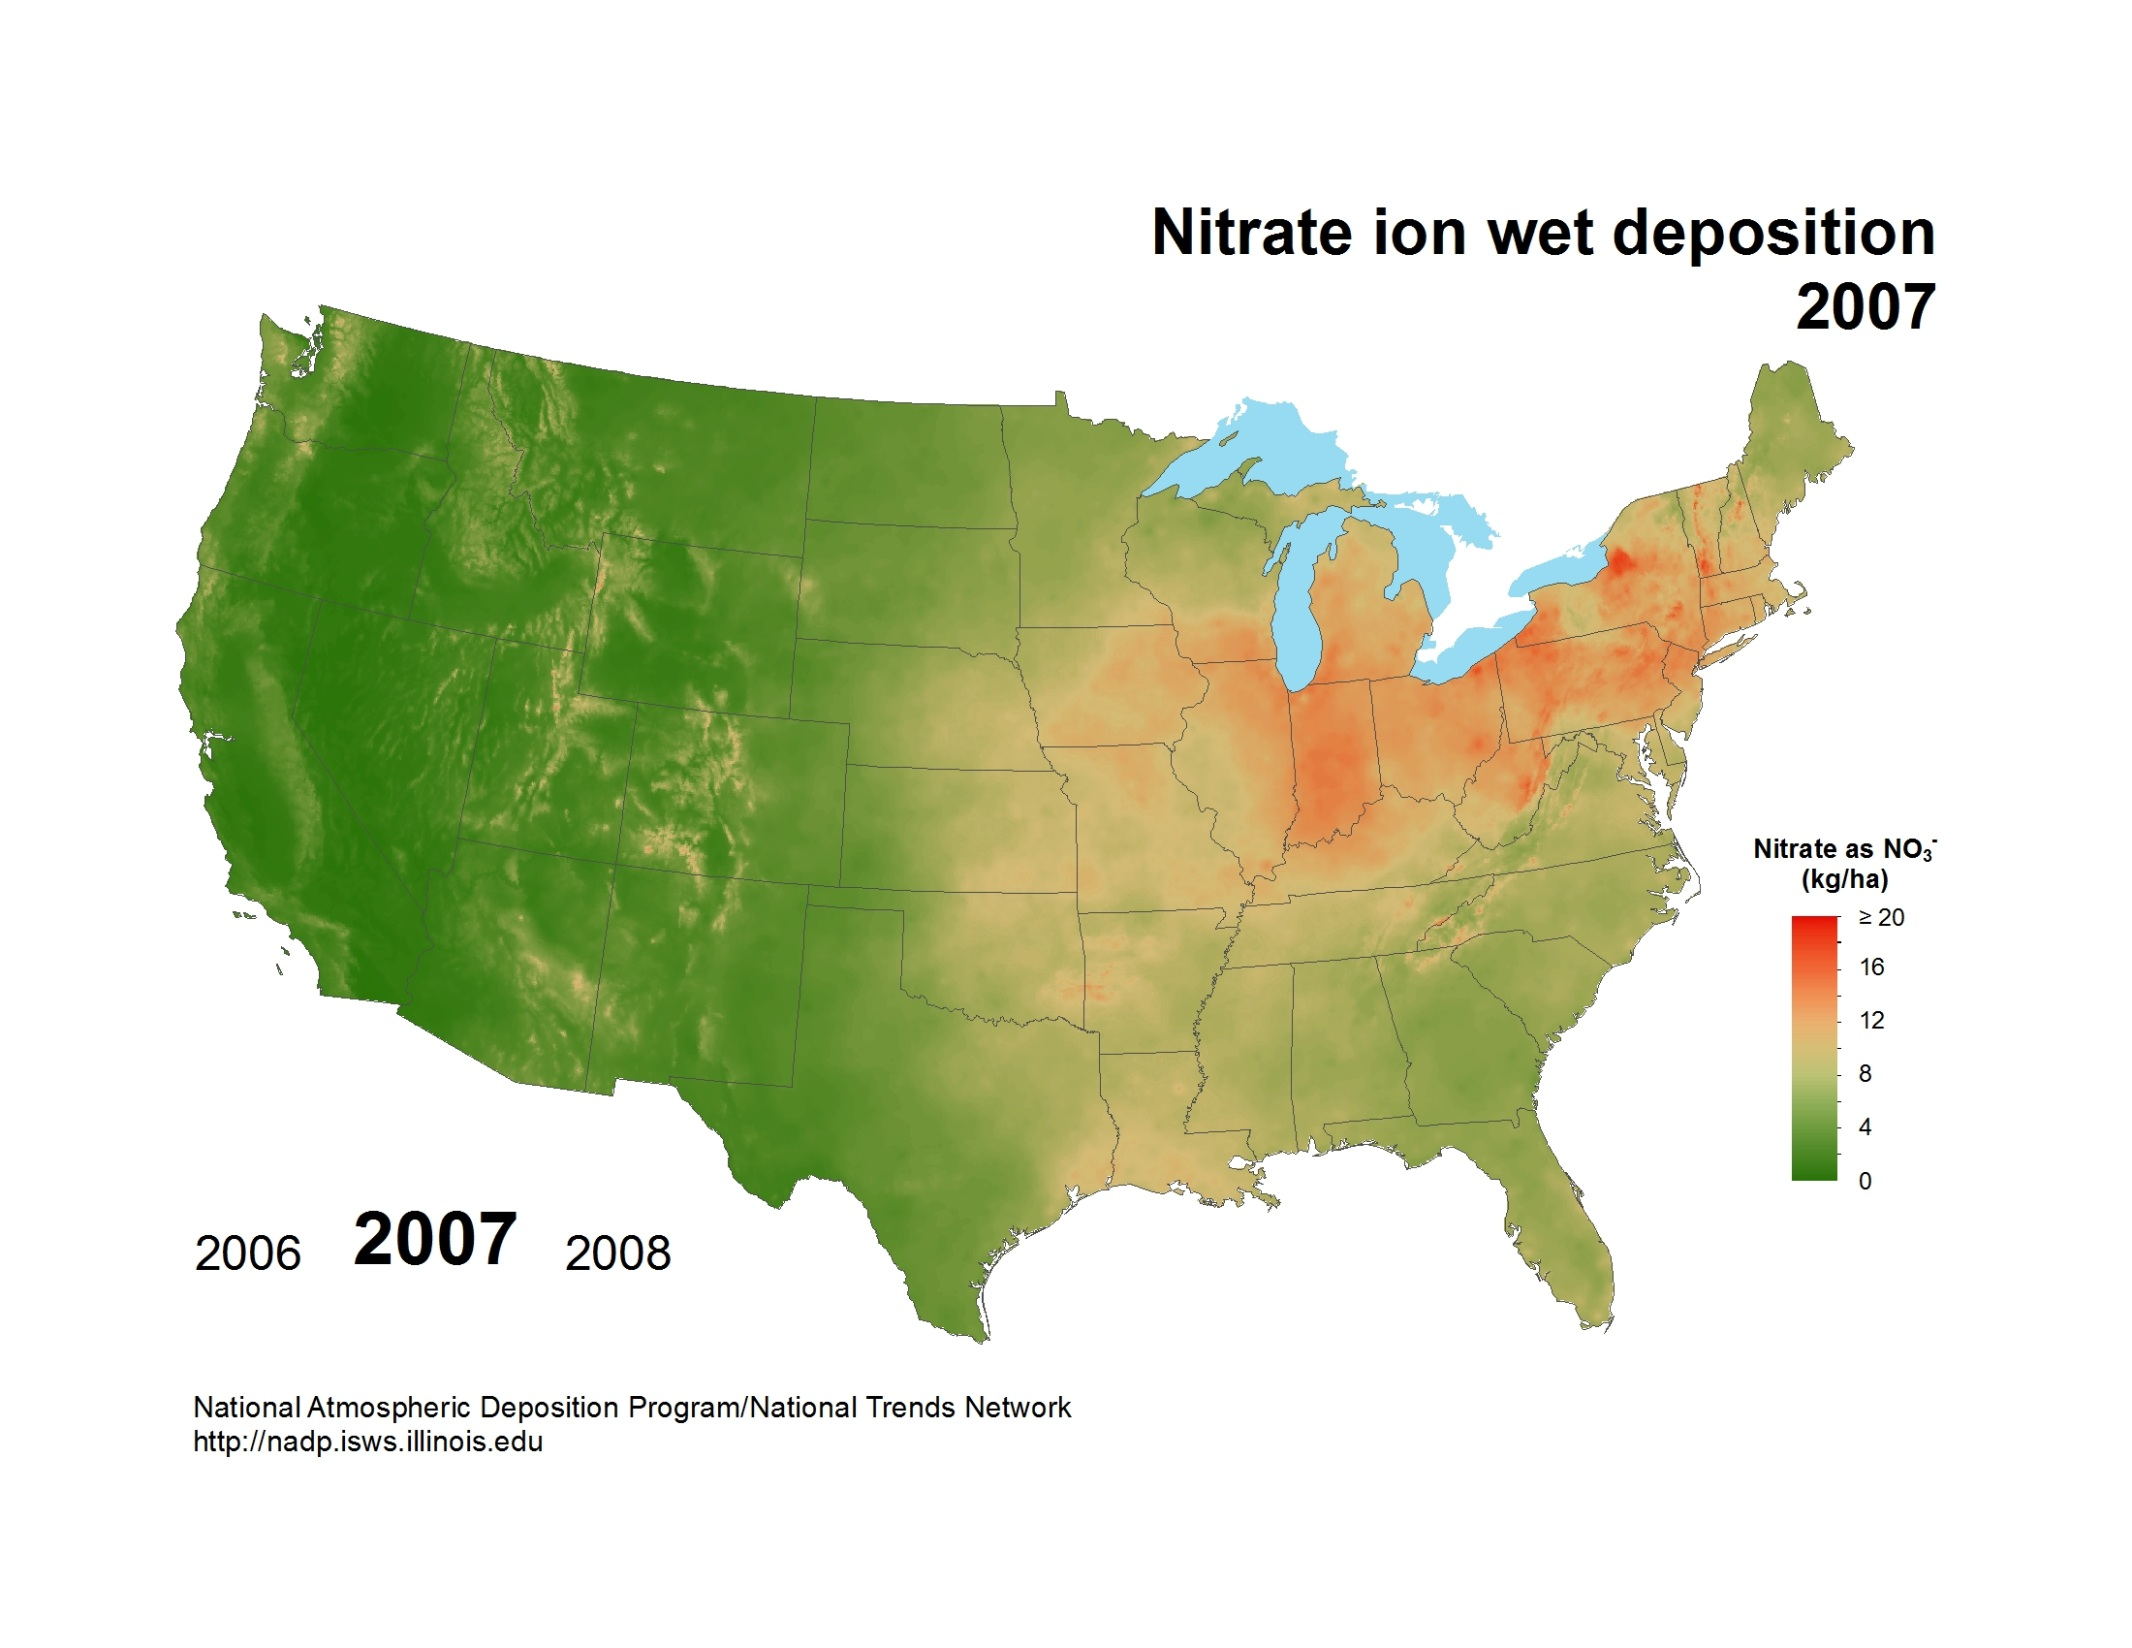 Nitrate ion wet deposition
2007
Nitrate as NO₃⁻
(kg/ha)
≥ 20
16
12
8
4
0
2006 2007 2008
National Atmospheric Deposition Program/National Trends Network
http://nadp.isws.illinois.edu